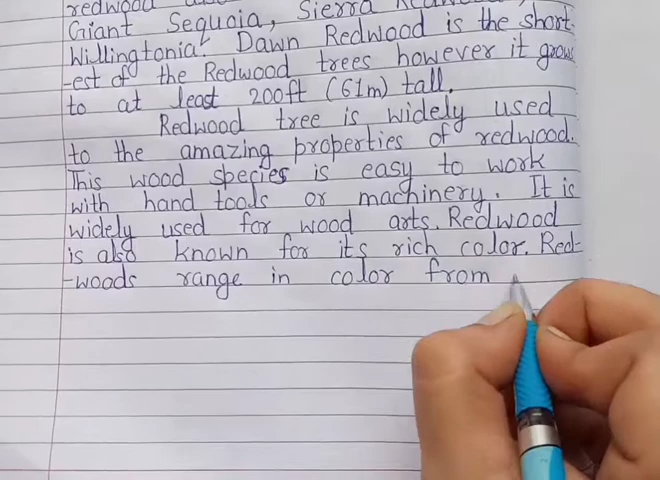 redwood
Giant Sequoia, Sierra Redwood,
Willingtonia. Dawn Redwood is the short-
-est of the Redwood trees however it grows
to at least 200ft (61m) tall.
Redwood tree is widely used
to the amazing properties of redwood.
This wood species is easy to work
with hand tools or machinery. It is
widely used for wood arts. Redwood
is also known for its rich color. Red-
-woods range in color from